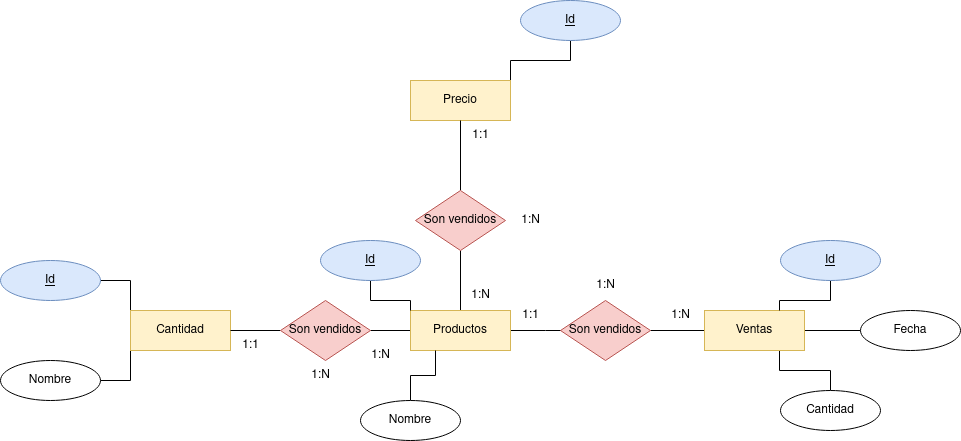 Id
Precio
1:1
Son vendidos
1:N
Id
Id
Id
1:N
1:N
Cantidad
1:1
Son vendidos
Productos
1:1
Son vendidos
1:N
Ventas
Fecha
1:N
1:N
Nombre
Nombre
Cantidad